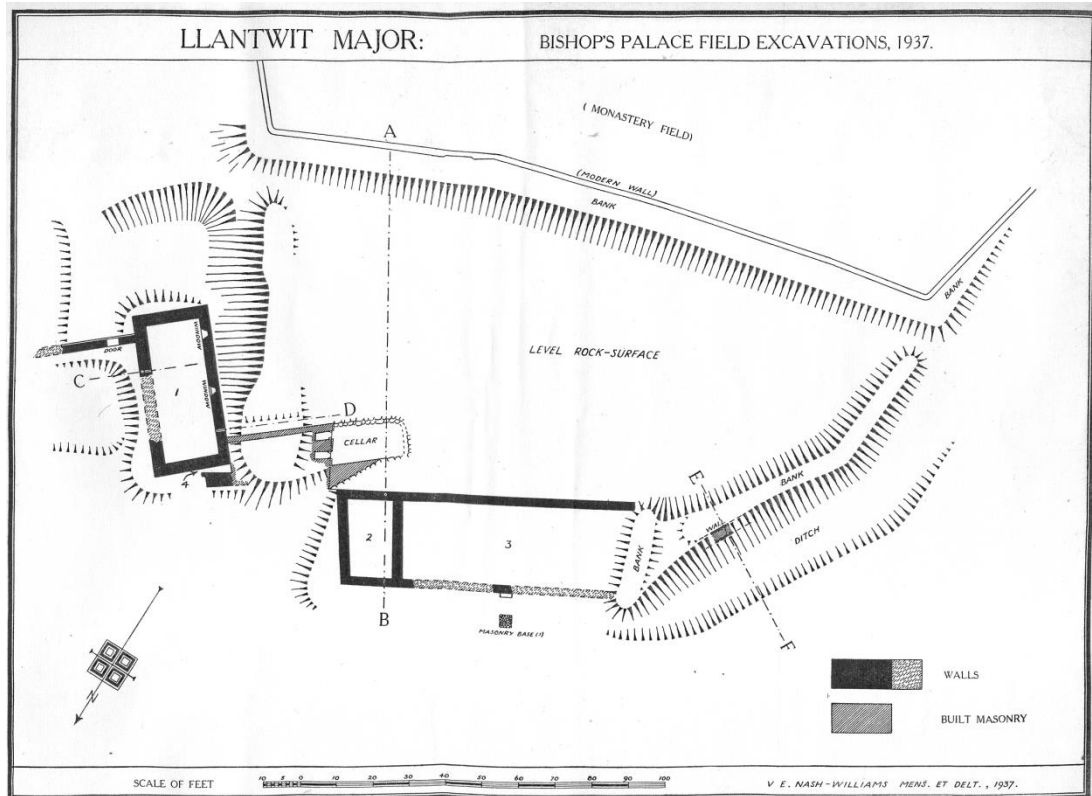 LLANTWIT MAJOR: BISHOP'S PALACE FIELD EXCAVATIONS, 1937.
( MONASTERY FIELD)
A
(MODERN WALL)
BANK
BANK
WINDOW
DOOR
LEVEL ROCK-SURFACE
C
1
WINDOW
D
CELLAR
4
E
BANK
WALL
DITCH
2
3
BANK
B
MASONRY BASE(?)
F
N
WALLS
BUILT MASONRY
SCALE OF FEET 10 5 0 10 20 30 40 50 60 70 80 90 100 V E. NASH-WILLIAMS MENS. ET DELT., 1937.